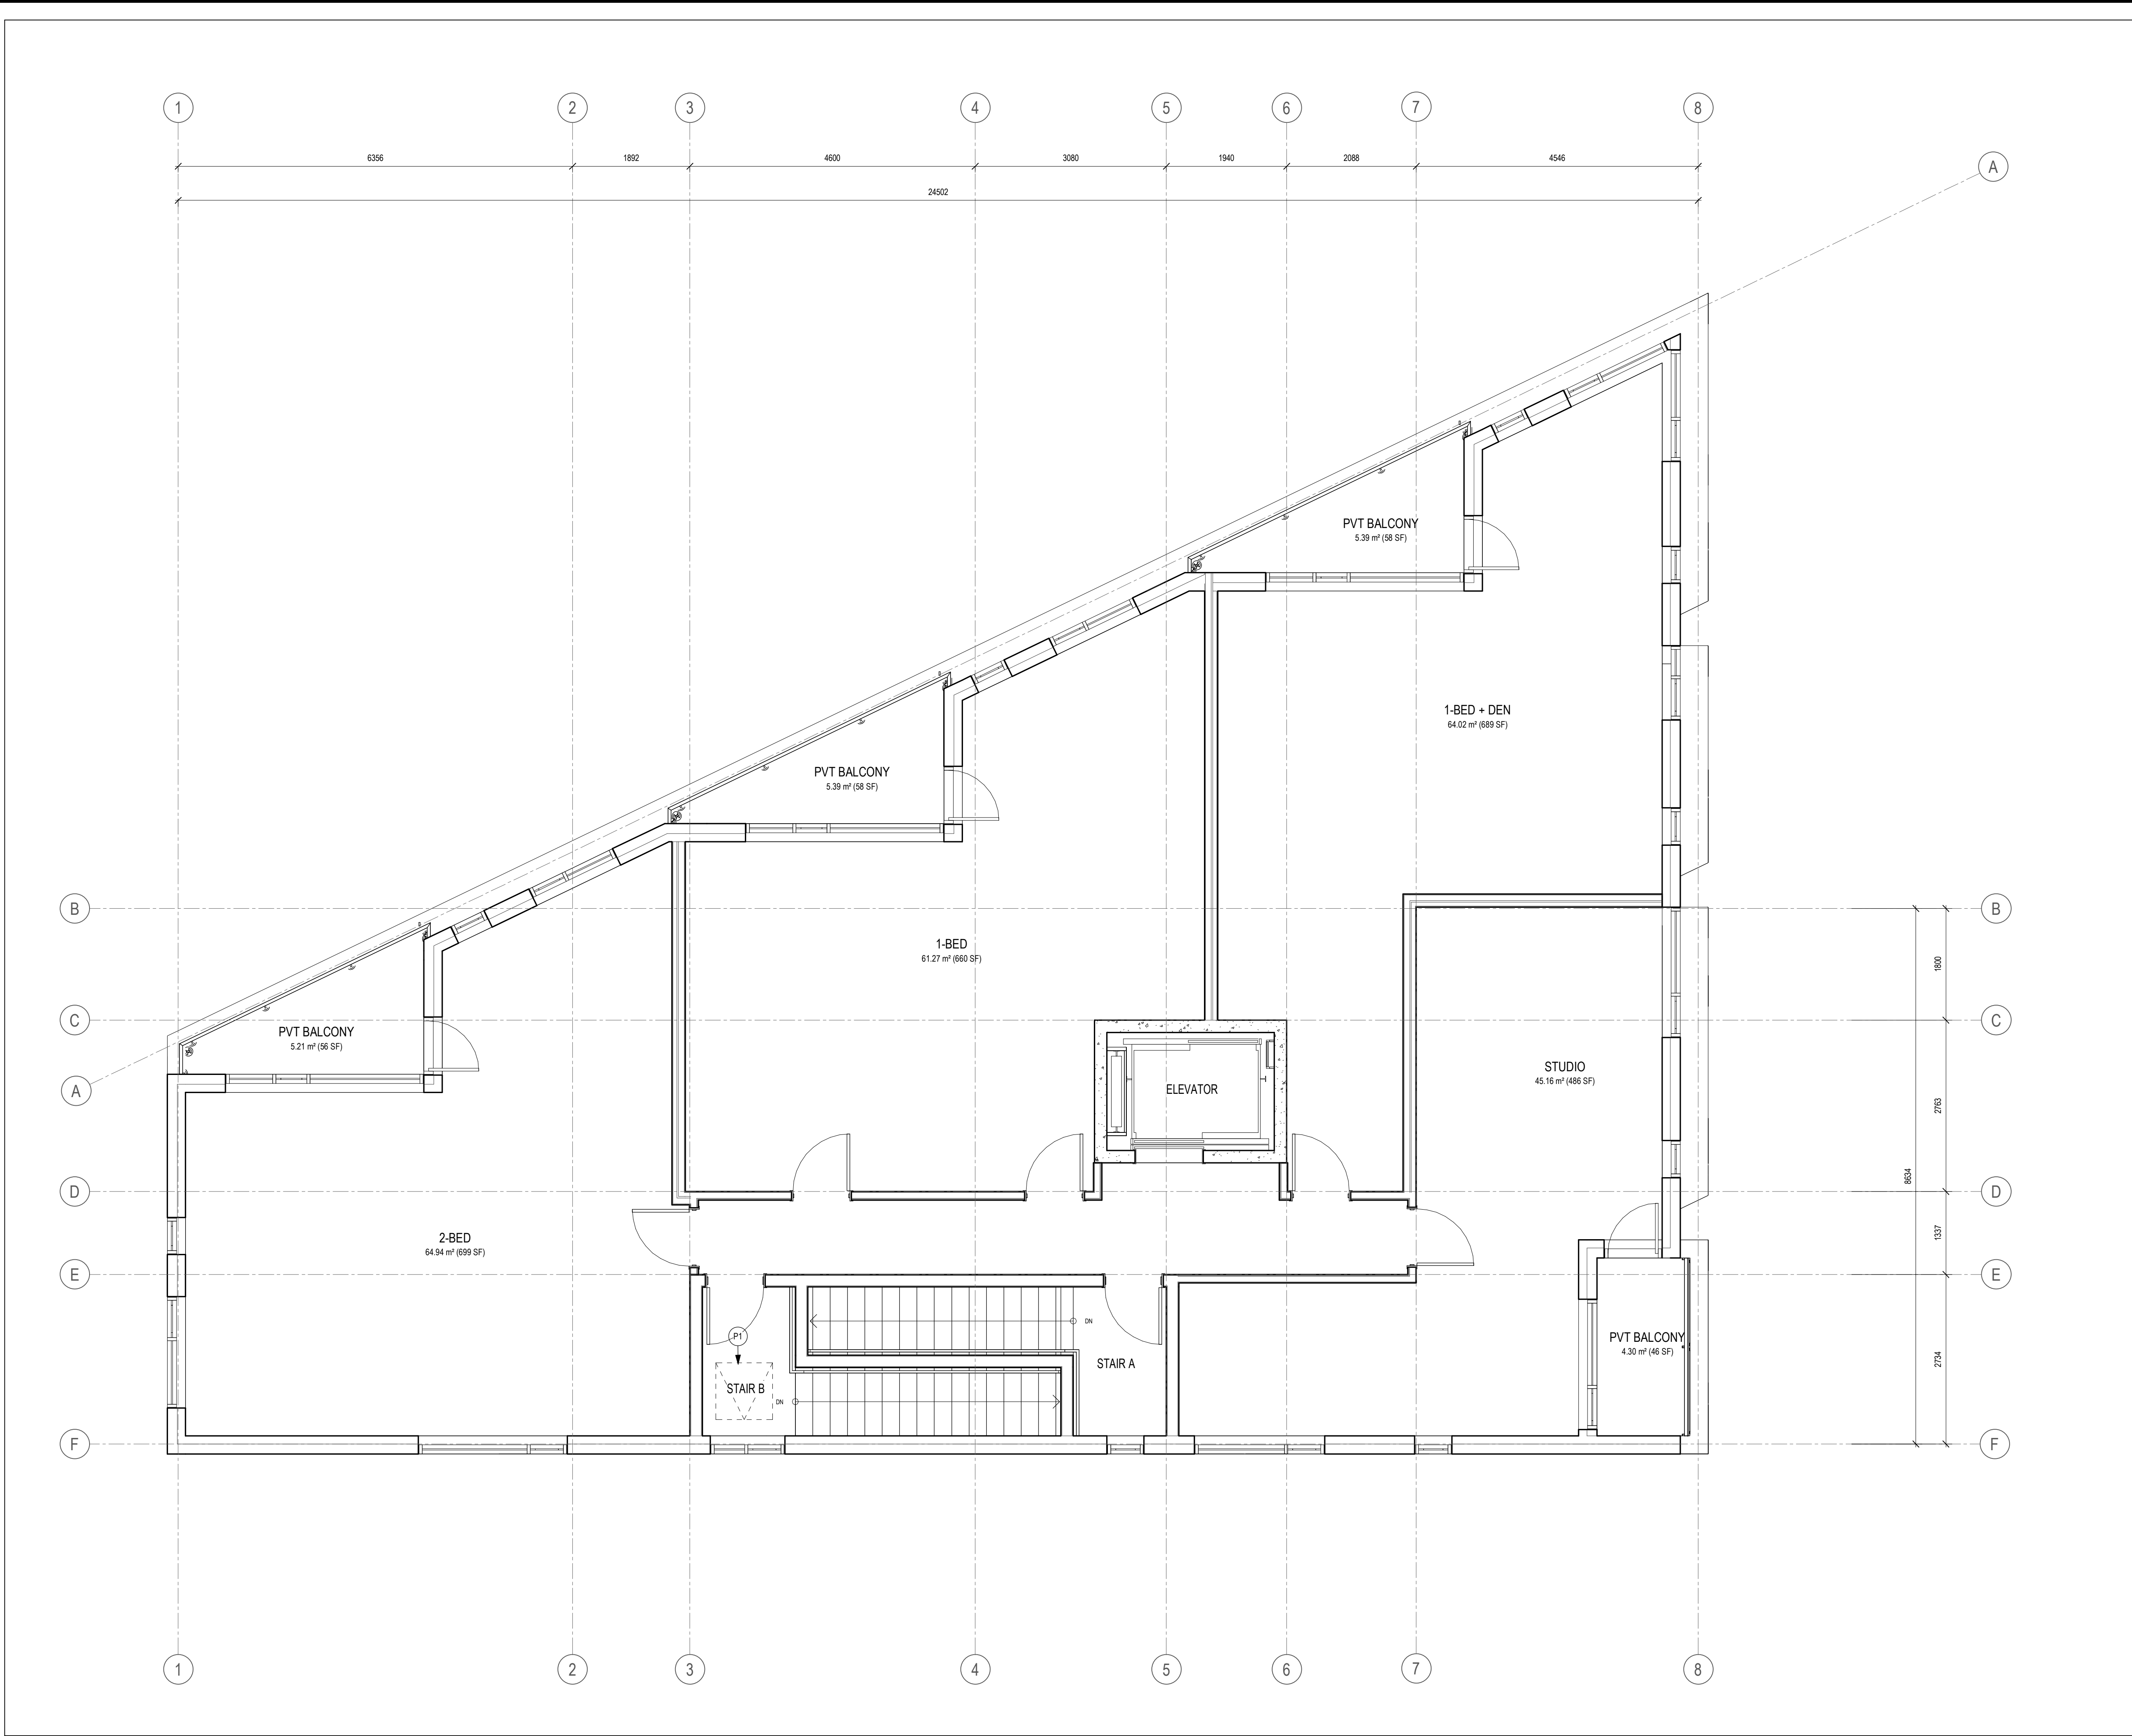 1 2 3 4 5 6 7 8
6356 1892 4600 3080 1940 2088 4546
A
24502
PVT BALCONY
5.39 m² (58 SF)
1-BED + DEN
64.02 m² (689 SF)
PVT BALCONY
5.39 m² (58 SF)
B B
1-BED
61.27 m² (660 SF)
1800
C C
PVT BALCONY
5.21 m² (56 SF)
STUDIO
45.16 m² (486 SF)
A
ELEVATOR
2763
8634
D D
2-BED
64.94 m² (699 SF)
1337
E E
DN
P1
PVT BALCONY
4.30 m² (46 SF)
STAIR A
2734
STAIR B
DN
F F
1 2 3 4 5 6 7 8